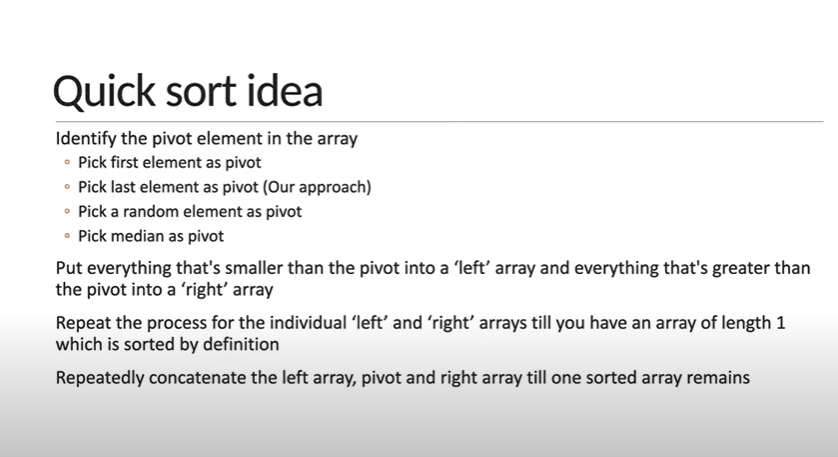 Quick sort idea
Identify the pivot element in the array
Pick first element as pivot
Pick last element as pivot (Our approach)
Pick a random element as pivot
Pick median as pivot
Put everything that's smaller than the pivot into a ‘left’ array and everything that's greater than
the pivot into a ‘right’ array
Repeat the process for the individual ‘left’ and ‘right’ arrays till you have an array of length 1
which is sorted by definition
Repeatedly concatenate the left array, pivot and right array till one sorted array remains